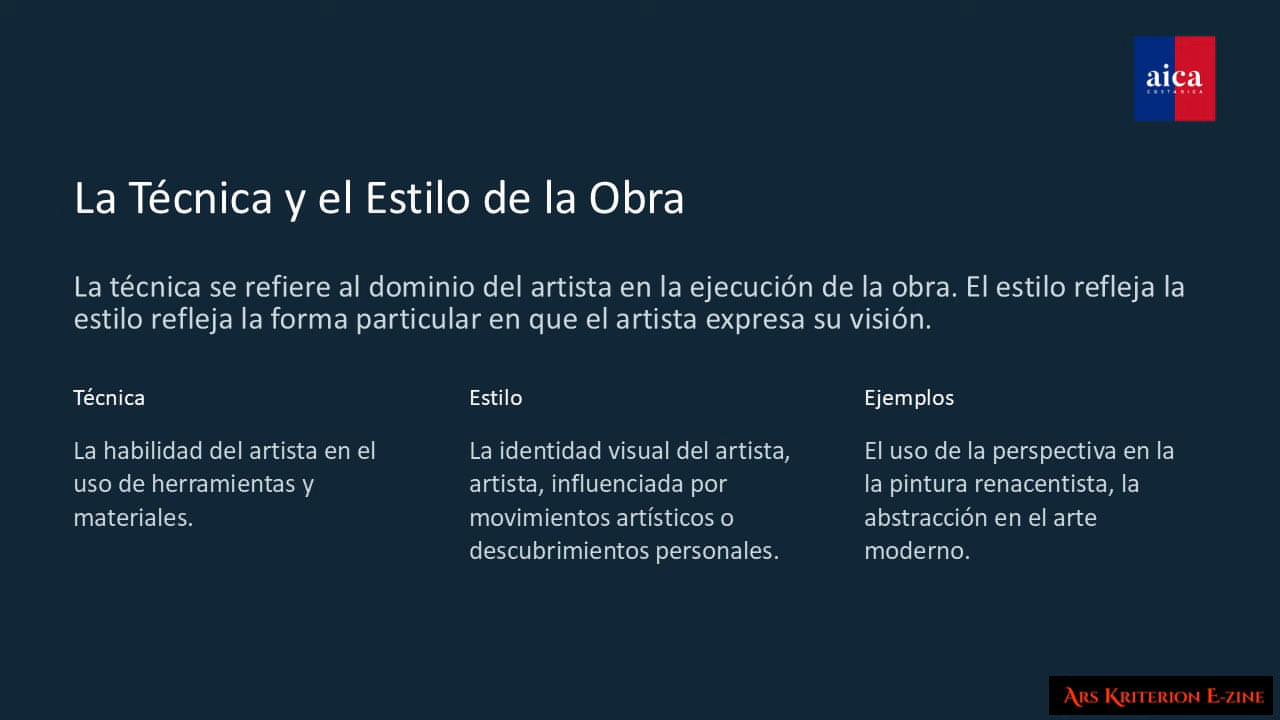 aica
COSTA RICA
La Técnica y el Estilo de la Obra
La técnica se refiere al dominio del artista en la ejecución de la obra. El estilo refleja la
estilo refleja la forma particular en que el artista expresa su visión.
Técnica
La habilidad del artista en el
uso de herramientas y
materiales.
Estilo
La identidad visual del artista,
artista, influenciada por
movimientos artísticos o
descubrimientos personales.
Ejemplos
El uso de la perspectiva en la
la pintura renacentista, la
abstracción en el arte
moderno.
Ars Kriterion E-zine